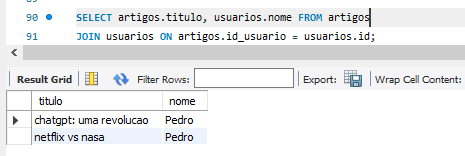 90 SELECT artigos.titulo, usuarios.nome FROM artigos
91 JOIN usuarios ON artigos.id_usuario = usuarios.id;
Result Grid Filter Rows: Export: Wrap Cell Content:
titulo nome
chatgpt: uma revolucao Pedro
netflix vs nasa Pedro